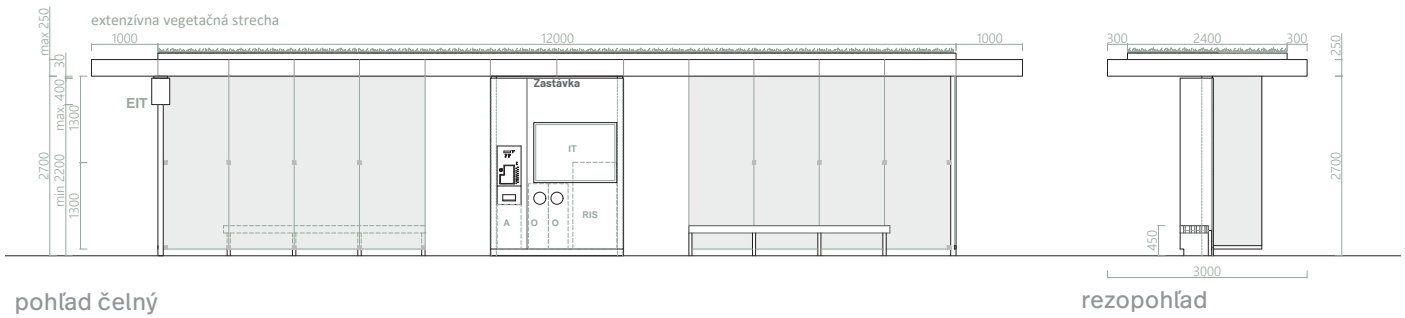 extenzívna vegetačná strecha
max 250
1000
12000
1000
300
2400
300
30
250
EIT
max. 400
1300
Zastávka
2700
min 2200
1300
IT
2700
A
O
O
RIS
450
3000
pohľad čelný
rezopohľad